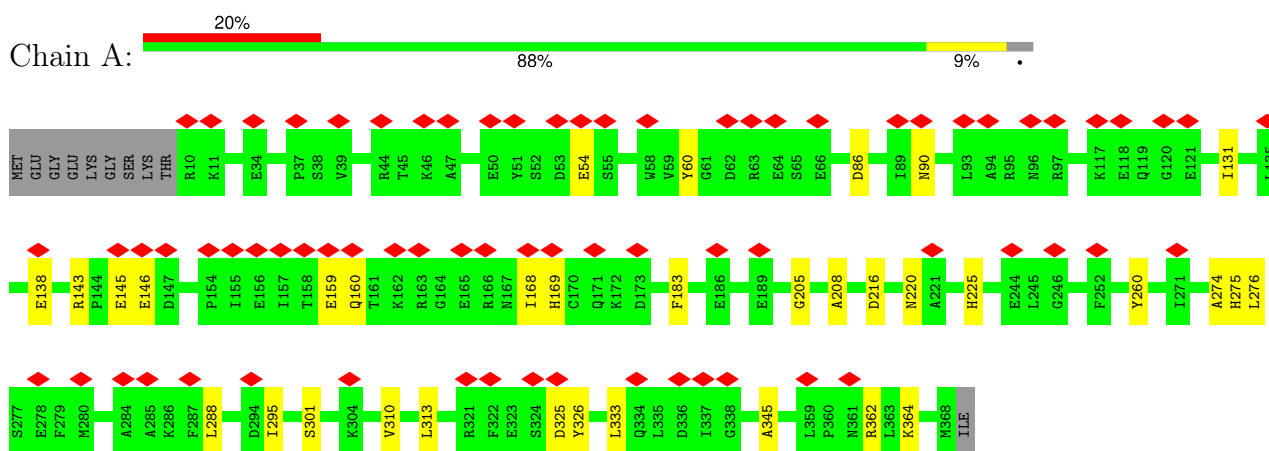 20%
Chain A:
88% 9% •
MET GLU GLY GLU LYS GLY SER LYS THR R10 K11 E34 P37 S38 V39 R44 T45 K46 A47 E50 Y51 S52 D53 E54 S55 W58 V59 Y60 G61 D62 R63 E64 S65 E66 D86 I89 N90 L93 A94 R95 N96 R97 K117 E118 Q119 G120 E121 I131
E138 R143 P144 E145 E146 D147 P154 I155 E156 I157 T158 E159 Q160 T161 K162 R163 G164 E165 R166 N167 I168 H169 C170 Q171 K172 D173 F183 E186 E189 G205 A208 D216 N220 A221 H225 E244 L245 G246 F252 Y260 I271 A274 H275 L276
S277 E278 F279 M280 A284 A285 K286 F287 L288 D294 I295 S301 K304 V310 L313 R321 F322 E323 S324 D325 Y326 L333 Q334 L335 D336 I337 G338 A345 L359 P360 N361 R362 L363 K364 M368 ILE